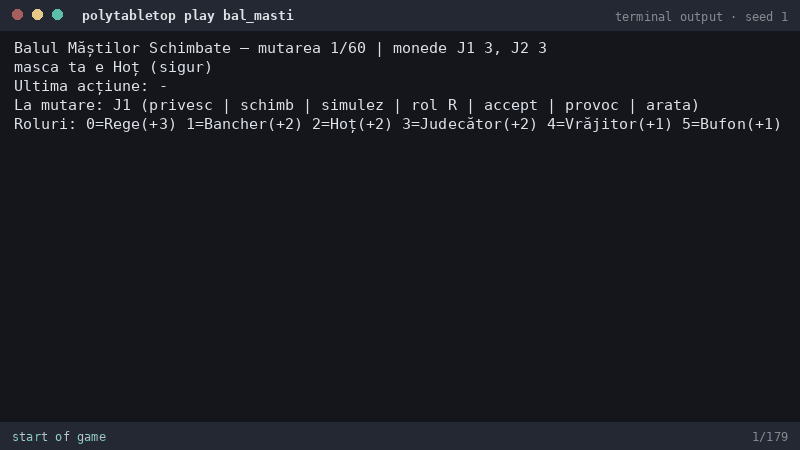 polytabletop play bal_masti
terminal output · seed 1
Balul Măștilor Schimbate — mutarea 1/60 | monede J1 3, J2 3
masca ta e Hoț (sigur)
Ultima acțiune: -
La mutare: J1 (privesc | schimb | simulez | rol R | accept | provoc | arata)
Roluri: 0=Rege(+3) 1=Bancher(+2) 2=Hoț(+2) 3=Judecător(+2) 4=Vrăjitor(+1) 5=Bufon(+1)
start of game
1/179